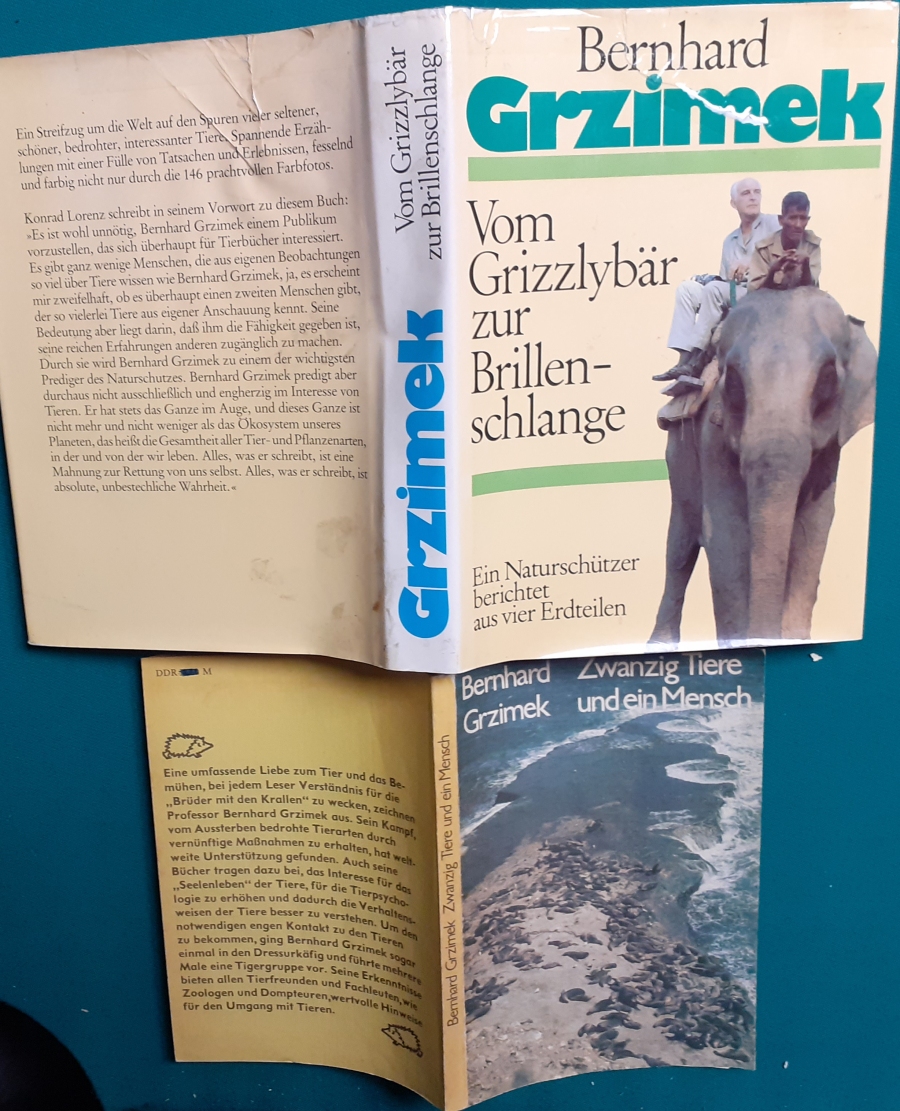 Ein Streifzug um die Welt auf den Spuren vieler seltener,
schöner, bedrohter, interessanter Tiere. Spannende Erzäh-
lungen mit einer Fülle von Tatsachen und Erlebnissen, fesselnd
und farbig nicht nur durch die 146 prachtvollen Farbfotos.
Konrad Lorenz schreibt in seinem Vorwort zu diesem Buch:
»Es ist wohl unnötig, Bernhard Grzimek einem Publikum
vorzustellen, das sich überhaupt für Tierbücher interessiert.
Es gibt ganz wenige Menschen, die aus eigenen Beobachtungen
so viel über Tiere wissen wie Bernhard Grzimek, ja, es erscheint
mir zweifelhaft, ob es überhaupt einen zweiten Menschen gibt,
der so vielerlei Tiere aus eigener Anschauung kennt. Seine
Bedeutung aber liegt darin, daß ihm die Fähigkeit gegeben ist,
seine reichen Erfahrungen anderen zugänglich zu machen.
Durch sie wird Bernhard Grzimek zu einem der wichtigsten
Prediger des Naturschutzes. Bernhard Grzimek predigt aber
durchaus nicht ausschließlich und engherzig im Interesse von
Tieren. Er hat stets das Ganze im Auge, und dieses Ganze ist
nicht mehr und nicht weniger als das Ökosystem unseres
Planeten, das heißt die Gesamtheit aller Tier- und Pflanzenarten,
in der und von der wir leben. Alles, was er schreibt, ist eine
Mahnung zur Rettung von uns selbst. Alles, was er schreibt, ist
absolute, unbestechliche Wahrheit.«
Vom Grizzlybär
zur Brillenschlange
Grzimek
Bernhard
Grzimek
Vom
Grizzlybär
zur
Brillen-
schlange
Ein Naturschützer
berichtet
aus vier Erdteilen
DDR M
Eine umfassende Liebe zum Tier und das Be-
mühen, bei jedem Leser Verständnis für die
„Brüder mit den Krallen“ zu wecken, zeichnen
Professor Bernhard Grzimek aus. Sein Kampf,
vom Aussterben bedrohte Tierarten durch
vernünftige Maßnahmen zu erhalten, hat welt-
weite Unterstützung gefunden. Auch seine
Bücher tragen dazu bei, das Interesse für das
„Seelenleben“ der Tiere, für die Tierpsycho-
logie zu erhöhen und dadurch die Verhaltens-
weisen der Tiere besser zu verstehen. Um den
notwendigen engen Kontakt zu den Tieren
zu bekommen, ging Bernhard Grzimek sogar
einmal in den Dressurkäfig und führte mehrere
Male eine Tigergruppe vor. Seine Erkenntnisse
bieten allen Tierfreunden und Fachleuten, wie
Zoologen und Dompteuren, wertvolle Hinweise
für den Umgang mit Tieren.
Bernhard Grzimek Zwanzig Tiere und ein Mensch
Bernhard
Grzimek
Zwanzig Tiere
und ein Mensch